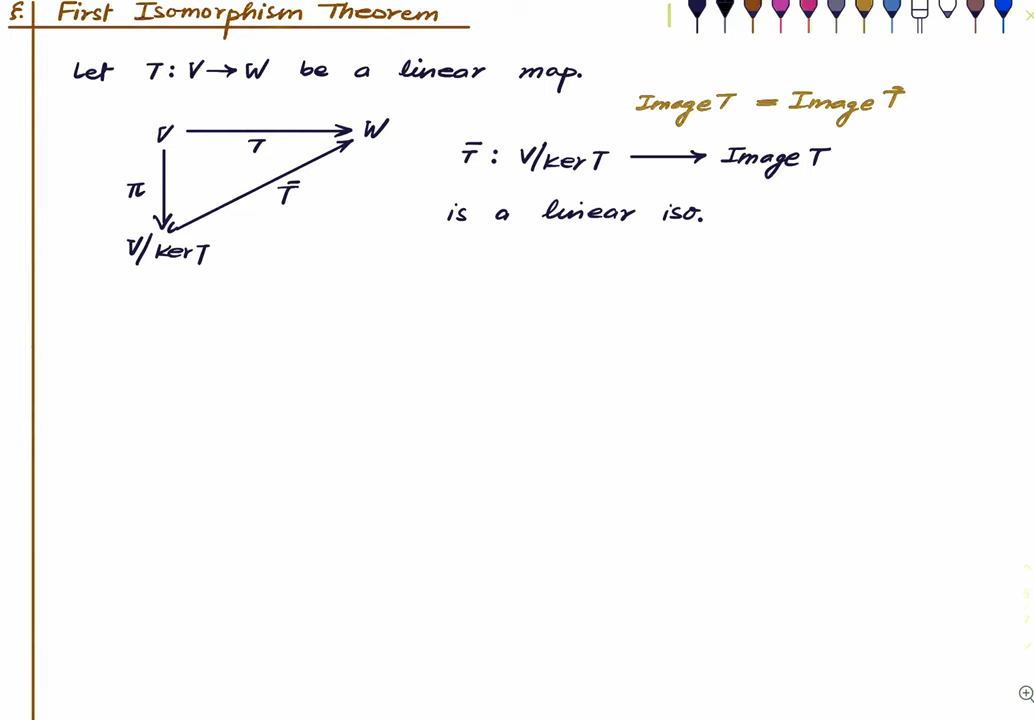 §. First Isomorphism Theorem
Let T : V → W be a linear map.
Image T = Image T̄
V → W
T
T̄ : V/ker T → Image T
π
T̄
is a linear iso.
V/ker T